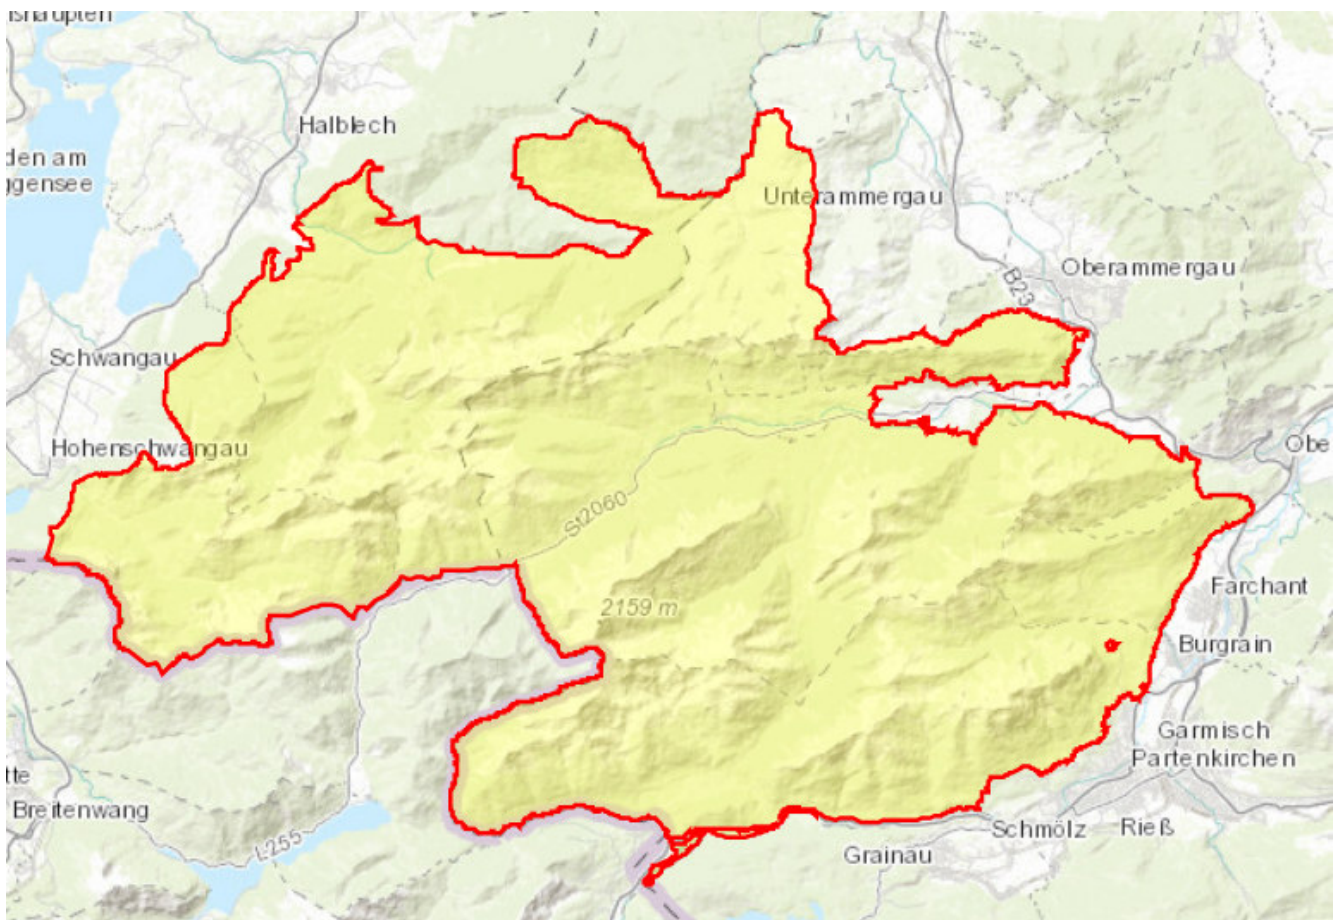 Halblech
den am
ggensee
Unterammergau
Oberammergau
B23
Schwangau
Hohenschwangau
Obe
St2060
2159 m
Farchant
Burgrain
Garmisch
Partenkirchen
tte
Breitenwang
L255
Schmölz
Rieß
Grainau